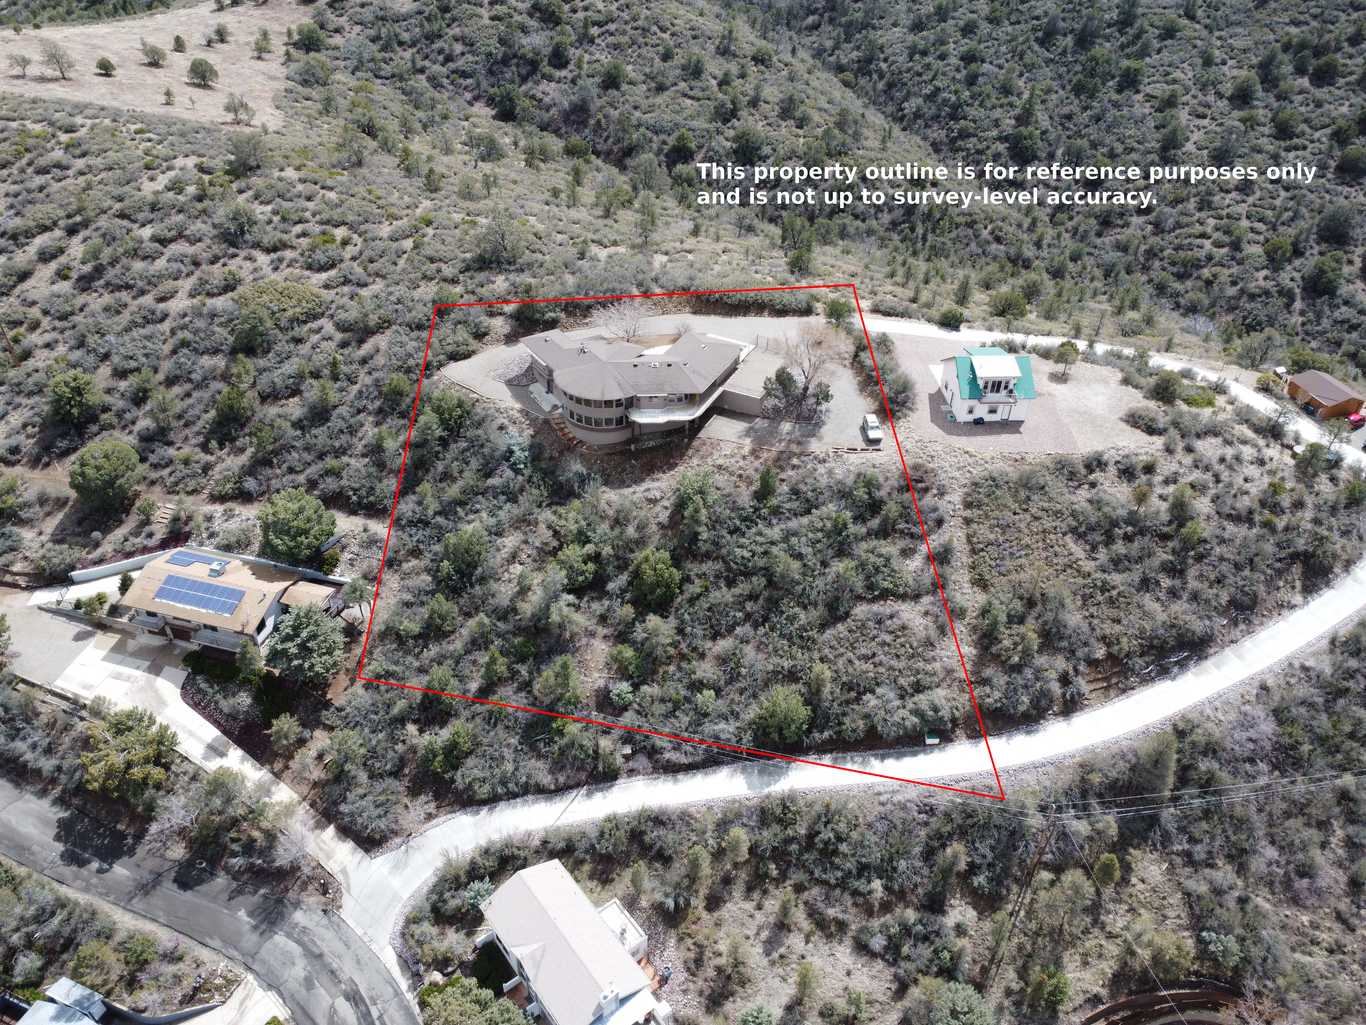 This property outline is for reference purposes only
and is not up to survey-level accuracy.